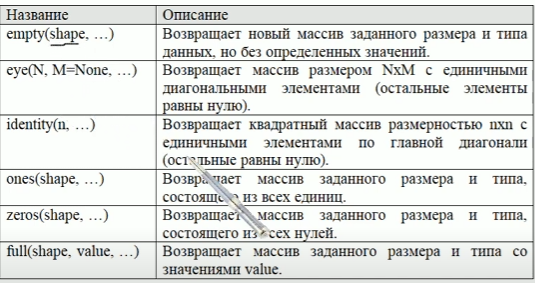 Название Описание
empty(shape, …) Возвращает новый массив заданного размера и типа
данных, но без определенных значений.
eye(N, M=None, …) Возвращает массив размером NxM с единичными
диагональными элементами (остальные элементы
равны нулю).
identity(n, …) Возвращает квадратный массив размерностью nxn с
единичными элементами по главной диагонали
(остальные равны нулю).
ones(shape, …) Возвращает массив заданного размера и типа,
состоящего из всех единиц.
zeros(shape, …) Возвращает массив заданного размера и типа,
состоящего из всех нулей.
full(shape, value, …) Возвращает массив заданного размера и типа со
значениями value.